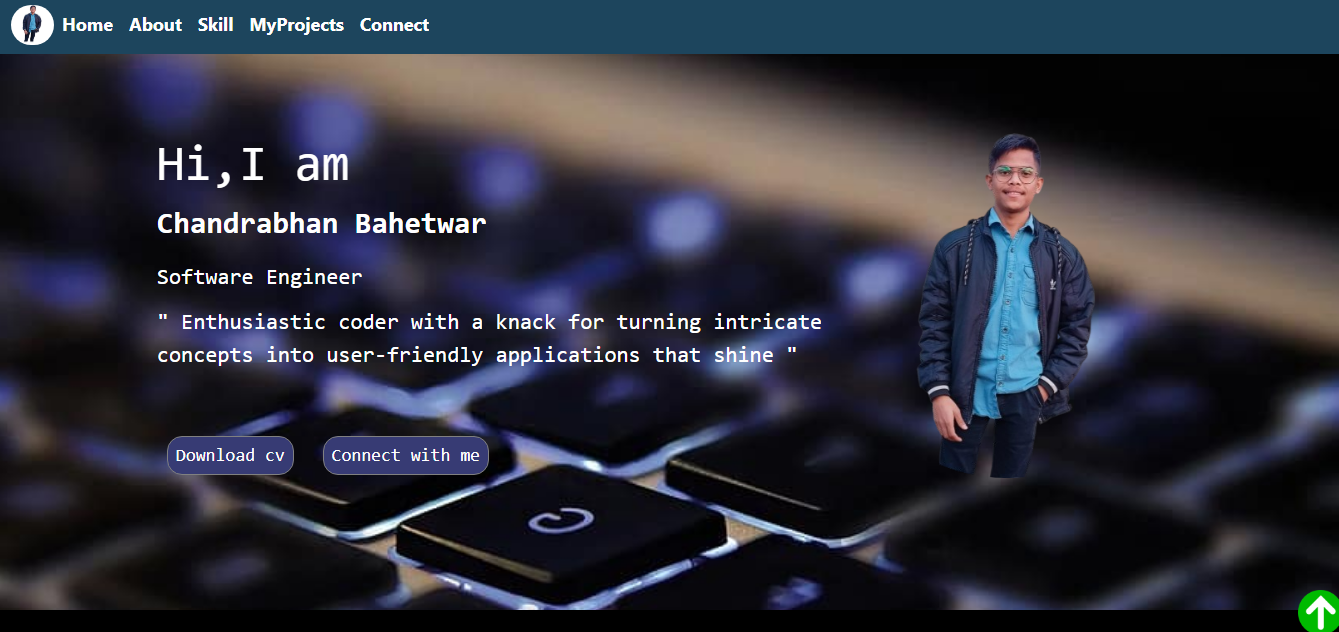 Home About Skill MyProjects Connect
Hi,I am
Chandrabhan Bahetwar
Software Engineer
" Enthusiastic coder with a knack for turning intricate
concepts into user-friendly applications that shine "
Download cv Connect with me
C